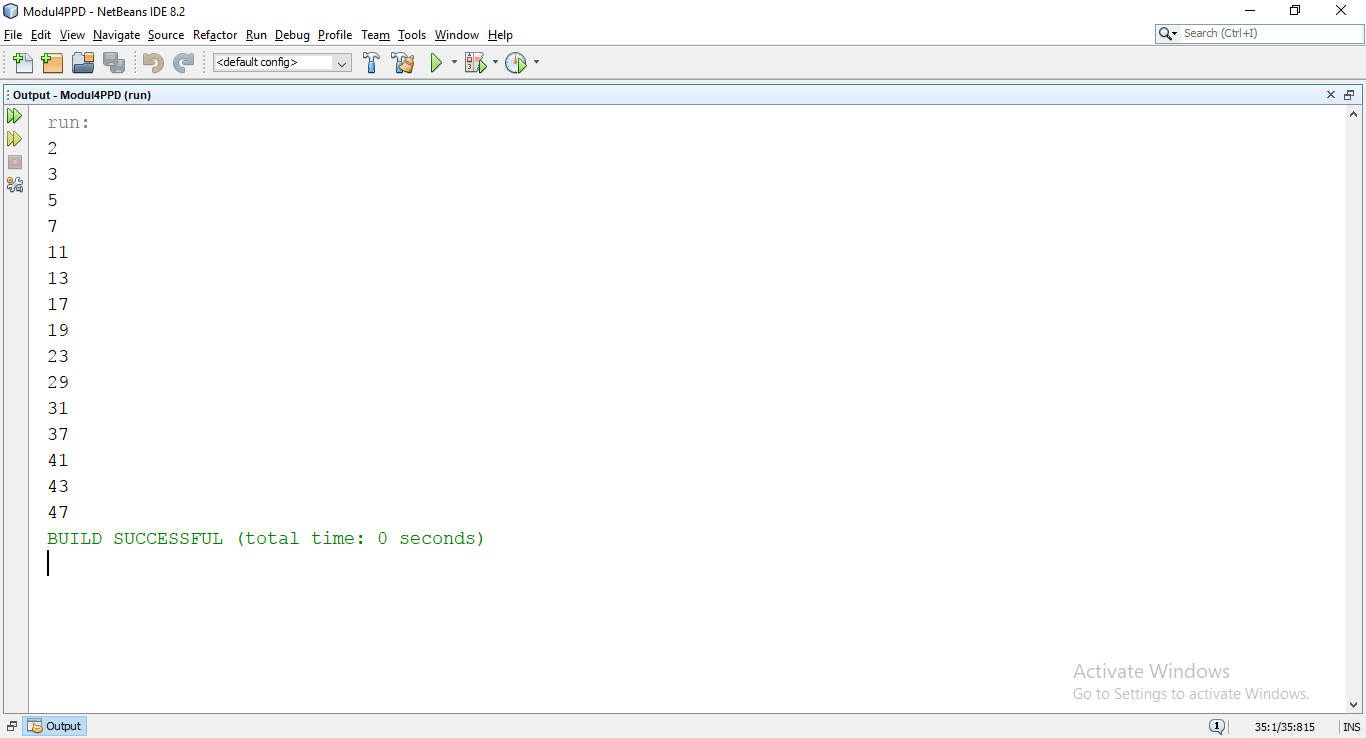 Modul4PPD - NetBeans IDE 8.2
File Edit View Navigate Source Refactor Run Debug Profile Team Tools Window Help
Search (Ctrl+I)
<default config>
Output - Modul4PPD (run)
run:
2
3
5
7
11
13
17
19
23
29
31
37
41
43
47
BUILD SUCCESSFUL (total time: 0 seconds)
Activate Windows
Go to Settings to activate Windows.
Output
1
35:1/35:815
INS